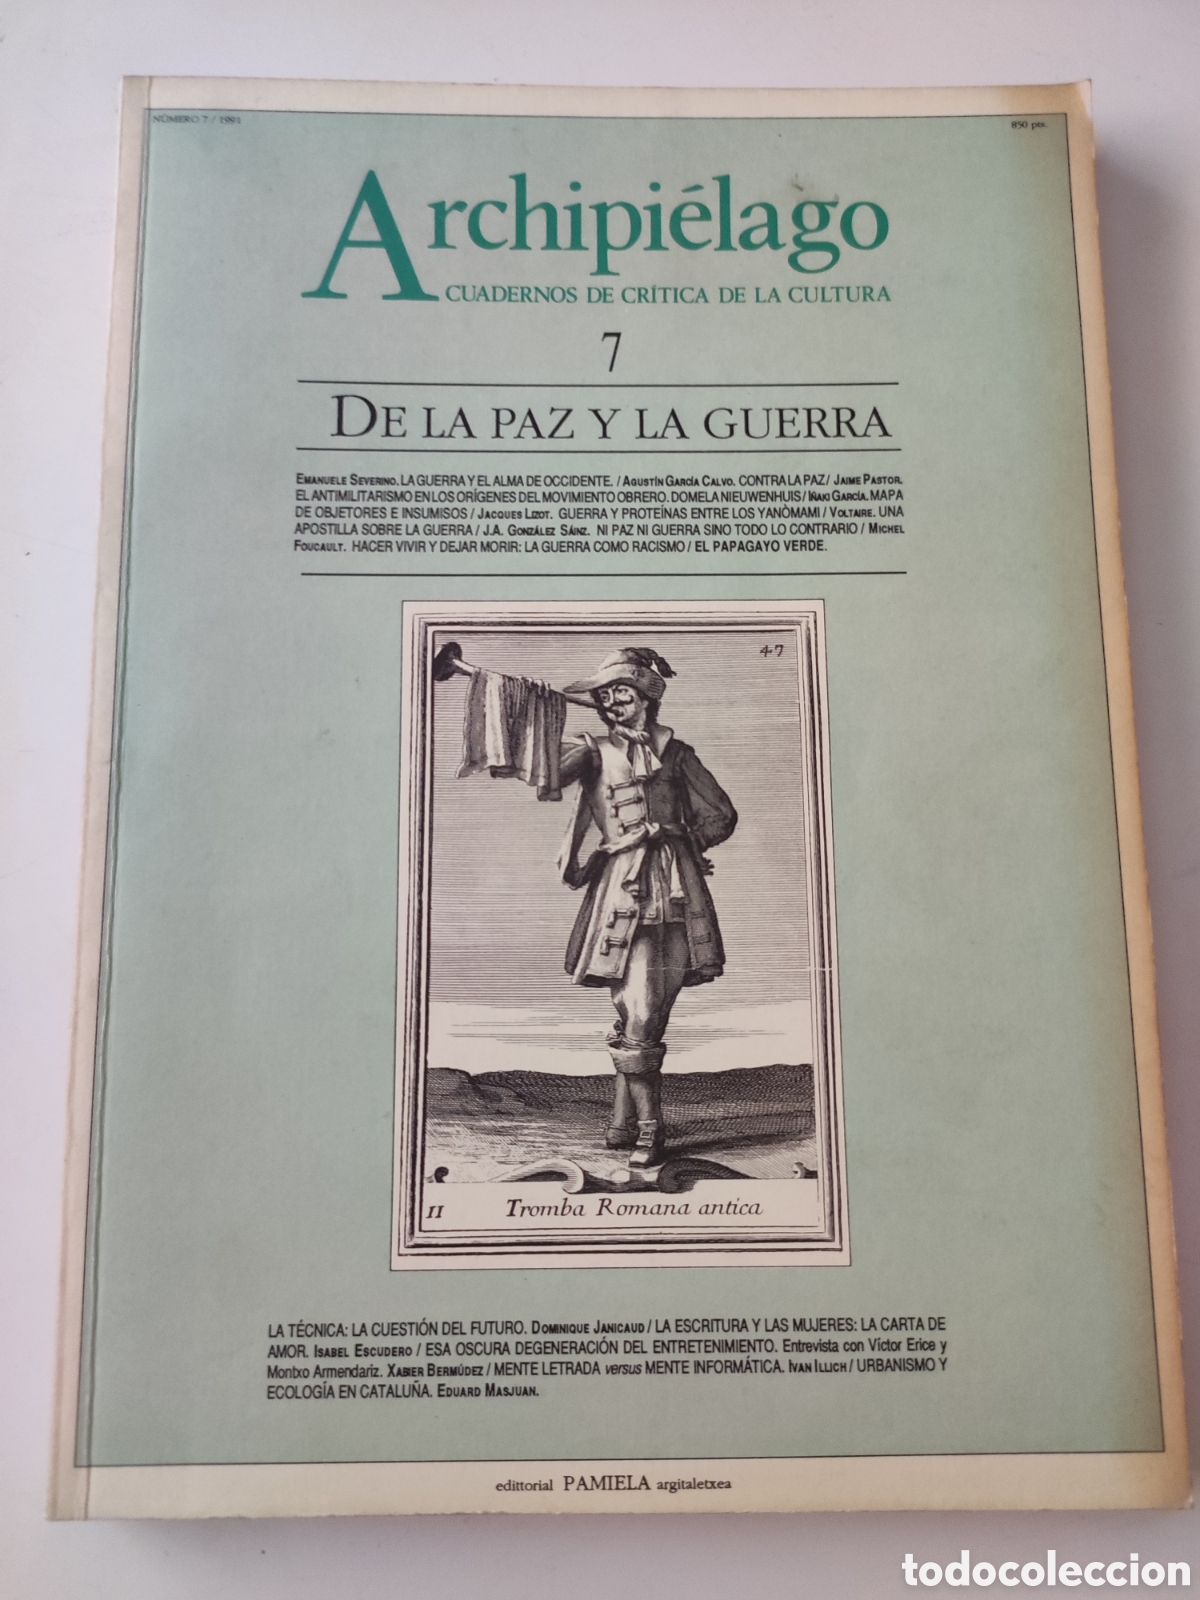 NÚMERO 7 / 1991
850 pts.
Archipiélago
CUADERNOS DE CRÍTICA DE LA CULTURA
7
DE LA PAZ Y LA GUERRA
EMANUELE SEVERINO. LA GUERRA Y EL ALMA DE OCCIDENTE. / AGUSTÍN GARCÍA CALVO. CONTRA LA PAZ / JAIME PASTOR.
EL ANTIMILITARISMO EN LOS ORÍGENES DEL MOVIMIENTO OBRERO. DOMELA NIEUWENHUIS / IÑAKI GARCÍA. MAPA
DE OBJETORES E INSUMISOS / JACQUES LIZOT. GUERRA Y PROTEÍNAS ENTRE LOS YANÒMAMI / VOLTAIRE. UNA
APOSTILLA SOBRE LA GUERRA / J.A. GONZÁLEZ SÁINZ. NI PAZ NI GUERRA SINO TODO LO CONTRARIO / MICHEL
FOUCAULT. HACER VIVIR Y DEJAR MORIR: LA GUERRA COMO RACISMO / EL PAPAGAYO VERDE.
47
II Tromba Romana antica
LA TÉCNICA: LA CUESTIÓN DEL FUTURO. DOMINIQUE JANICAUD / LA ESCRITURA Y LAS MUJERES: LA CARTA DE
AMOR. ISABEL ESCUDERO / ESA OSCURA DEGENERACIÓN DEL ENTRETENIMIENTO. Entrevista con Víctor Erice y
Montxo Armendariz. XABIER BERMÚDEZ / MENTE LETRADA versus MENTE INFORMÁTICA. IVAN ILLICH / URBANISMO Y
ECOLOGÍA EN CATALUÑA. EDUARD MASJUAN.
edittorial PAMIELA argitaletxea
todocoleccion